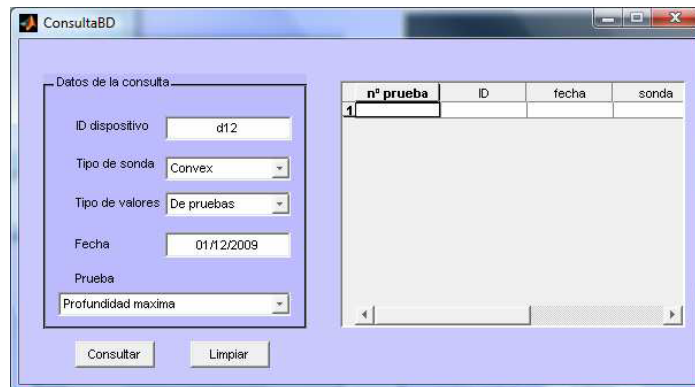 ConsultaBD
Datos de la consulta
ID dispositivo d12
Tipo de sonda Convex
Tipo de valores De pruebas
Fecha 01/12/2009
Prueba
Profundidad maxima
Consultar Limpiar
nº prueba ID fecha sonda
1